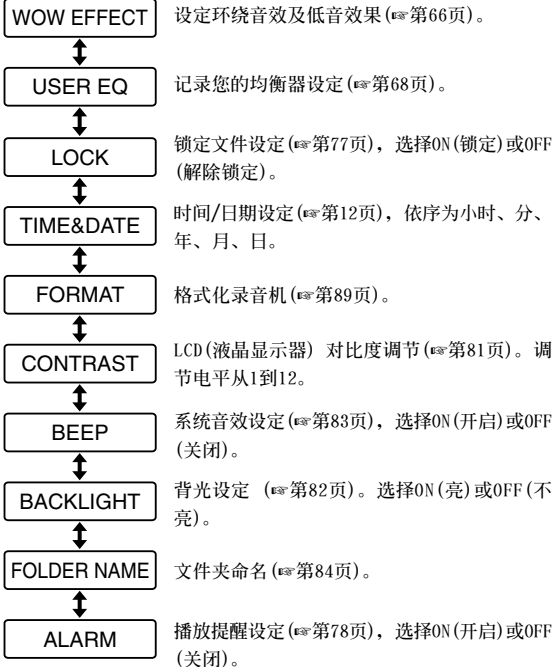 WOW EFFECT 设定环绕音效及低音效果(☞第66页)。
USER EQ 记录您的均衡器设定(☞第68页)。
LOCK 锁定文件设定(☞第77页), 选择ON(锁定)或OFF
(解除锁定)。
TIME&DATE 时间/日期设定(☞第12页), 依序为小时、分、
年、月、日。
FORMAT 格式化录音机(☞第89页)。
CONTRAST LCD(液晶显示器) 对比度调节(☞第81页)。调
节电平从1到12。
BEEP 系统音效设定(☞第83页), 选择ON(开启)或OFF
(关闭)。
BACKLIGHT 背光设定 (☞第82页)。选择ON(亮)或OFF(不
亮)。
FOLDER NAME 文件夹命名(☞第84页)。
ALARM 播放提醒设定(☞第78页), 选择ON(开启)或OFF
(关闭)。